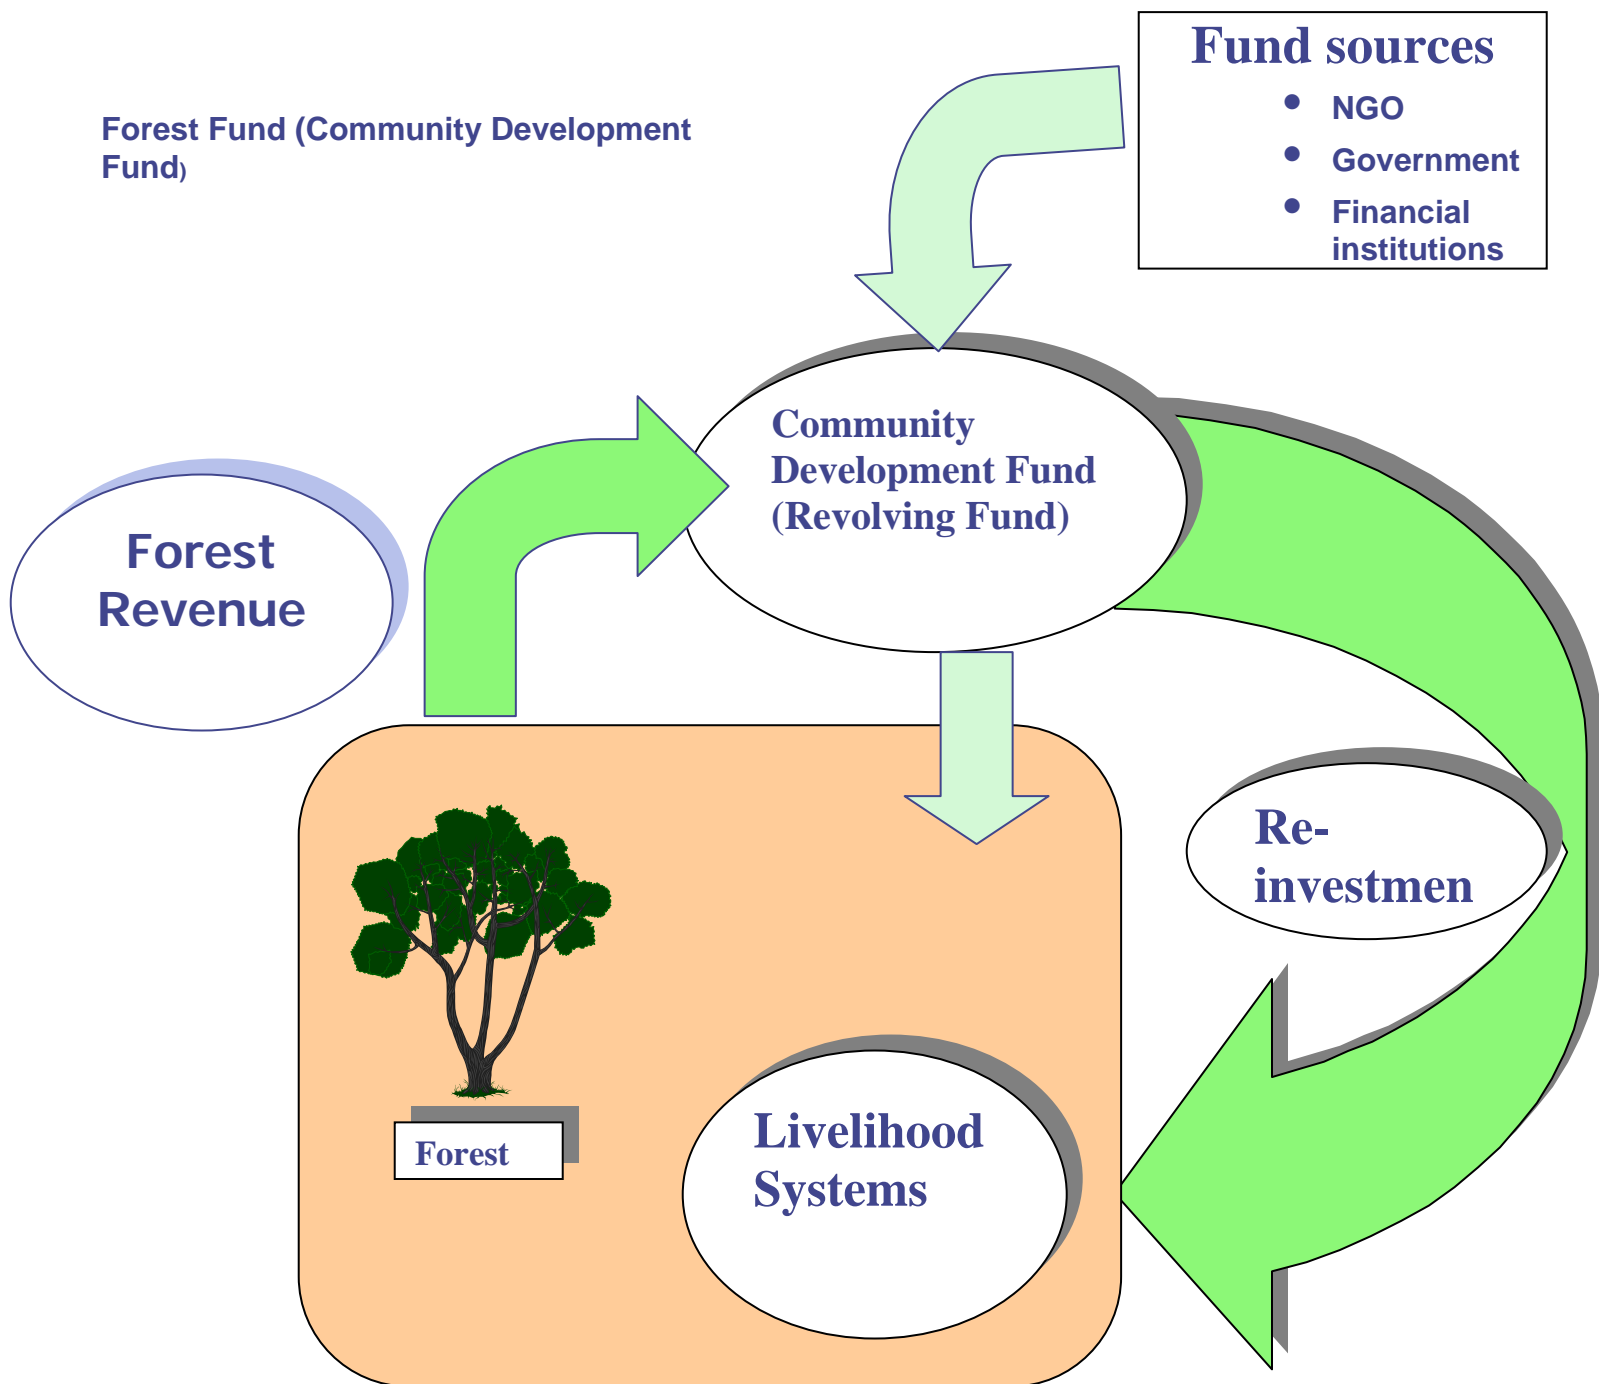 Forest Fund (Community Development
Fund)
Fund sources
• NGO
• Government
• Financial
institutions
Community
Development Fund
(Revolving Fund)
Forest
Revenue
Re-
investmen
Livelihood
Systems
Forest